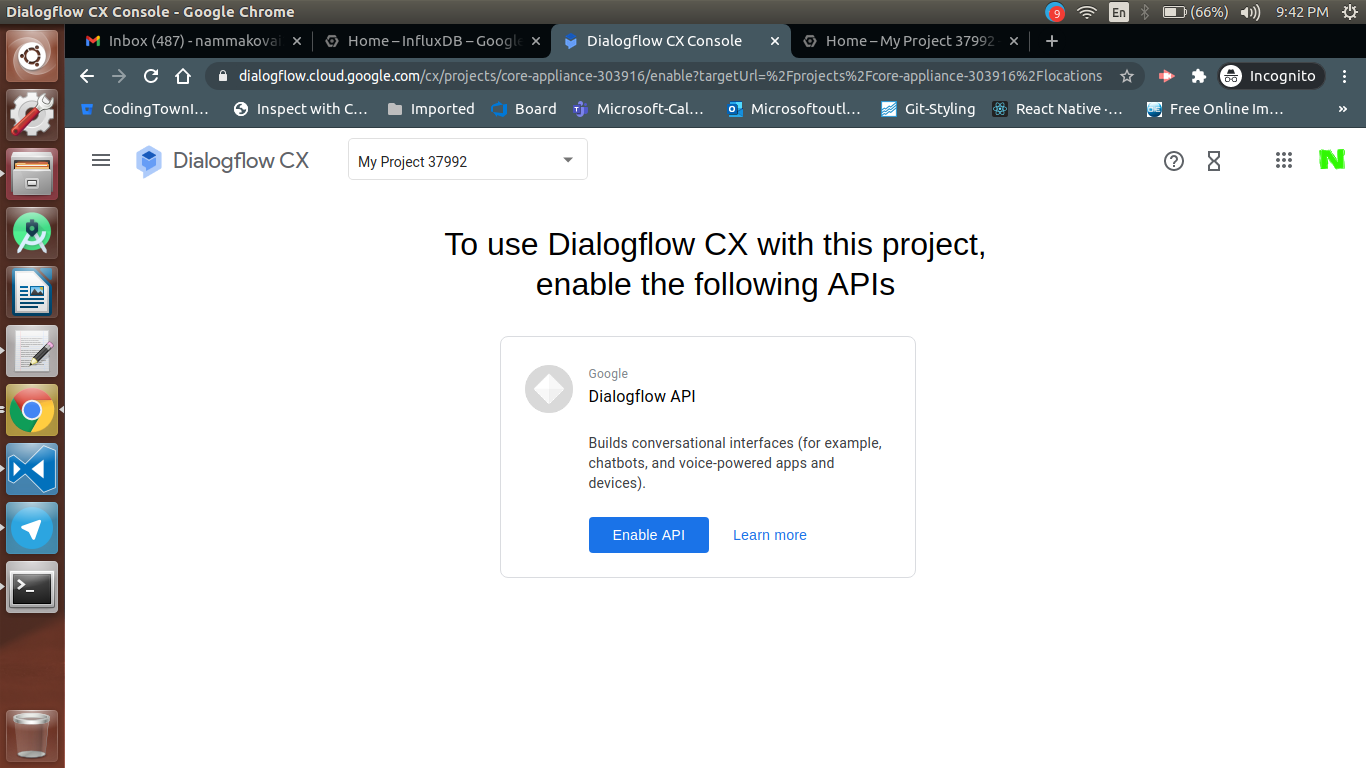 Dialogflow CX Console - Google Chrome
9
En
(66%)
9:42 PM
Inbox (487) - nammakova
Home – InfluxDB – Google
Dialogflow CX Console
Home – My Project 37992
dialogflow.cloud.google.com/cx/projects/core-appliance-303916/enable?targetUrl=%2Fprojects%2Fcore-appliance-303916%2Flocations
Incognito
CodingTownI...
Inspect with C...
Imported
Board
Microsoft-Cal...
Microsoftoutl...
Git-Styling
React Native ·...
Free Online Im...
»
Dialogflow CX
My Project 37992
N
To use Dialogflow CX with this project,
enable the following APIs
Google
Dialogflow API
Builds conversational interfaces (for example,
chatbots, and voice-powered apps and
devices).
Enable API
Learn more